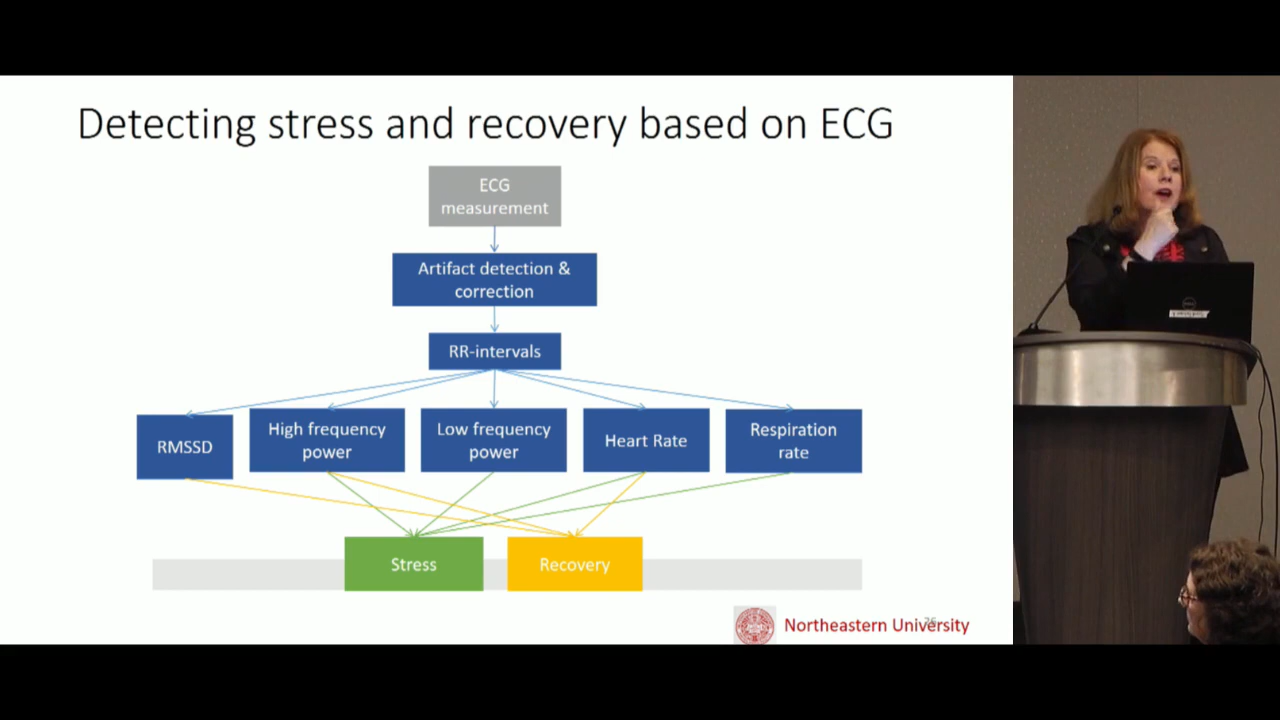 Detecting stress and recovery based on ECG
ECG
measurement
Artifact detection &
correction
RR-intervals
RMSSD
High frequency
power
Low frequency
power
Heart Rate
Respiration
rate
Stress
Recovery
Northeastern University